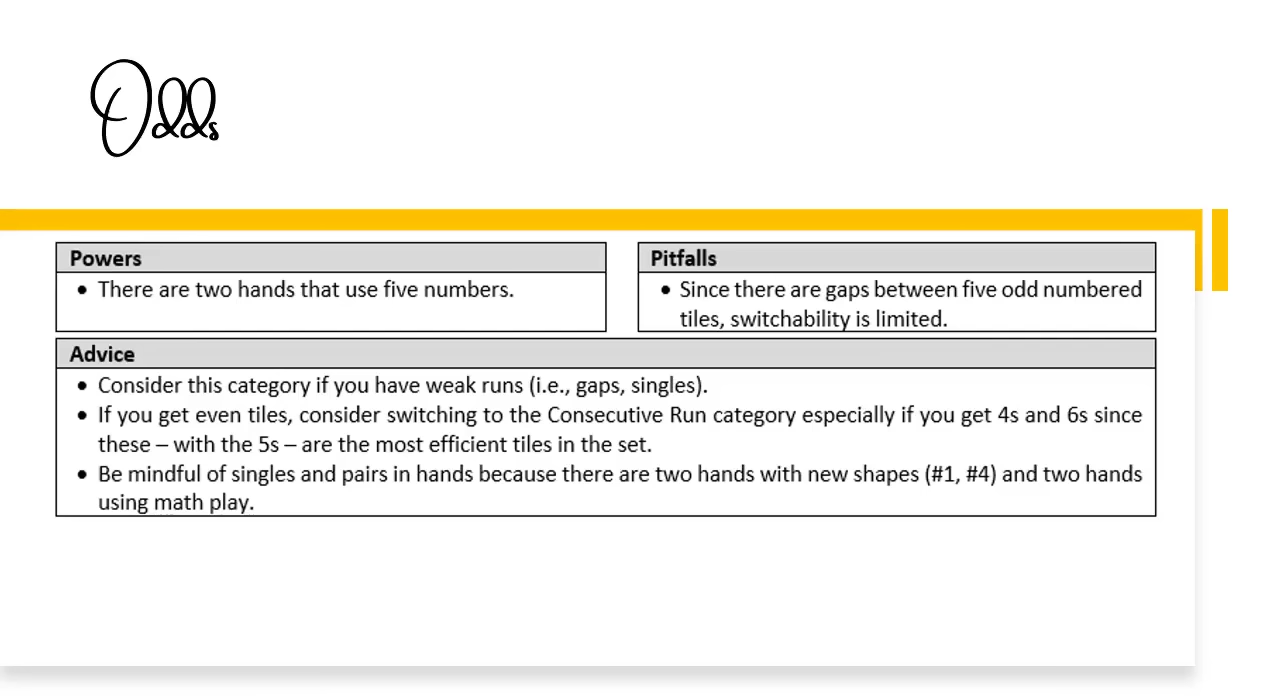 Odds
Powers
• There are two hands that use five numbers.
Pitfalls
• Since there are gaps between five odd numbered
tiles, switchability is limited.
Advice
• Consider this category if you have weak runs (i.e., gaps, singles).
• If you get even tiles, consider switching to the Consecutive Run category especially if you get 4s and 6s since
these – with the 5s – are the most efficient tiles in the set.
• Be mindful of singles and pairs in hands because there are two hands with new shapes (#1, #4) and two hands
using math play.